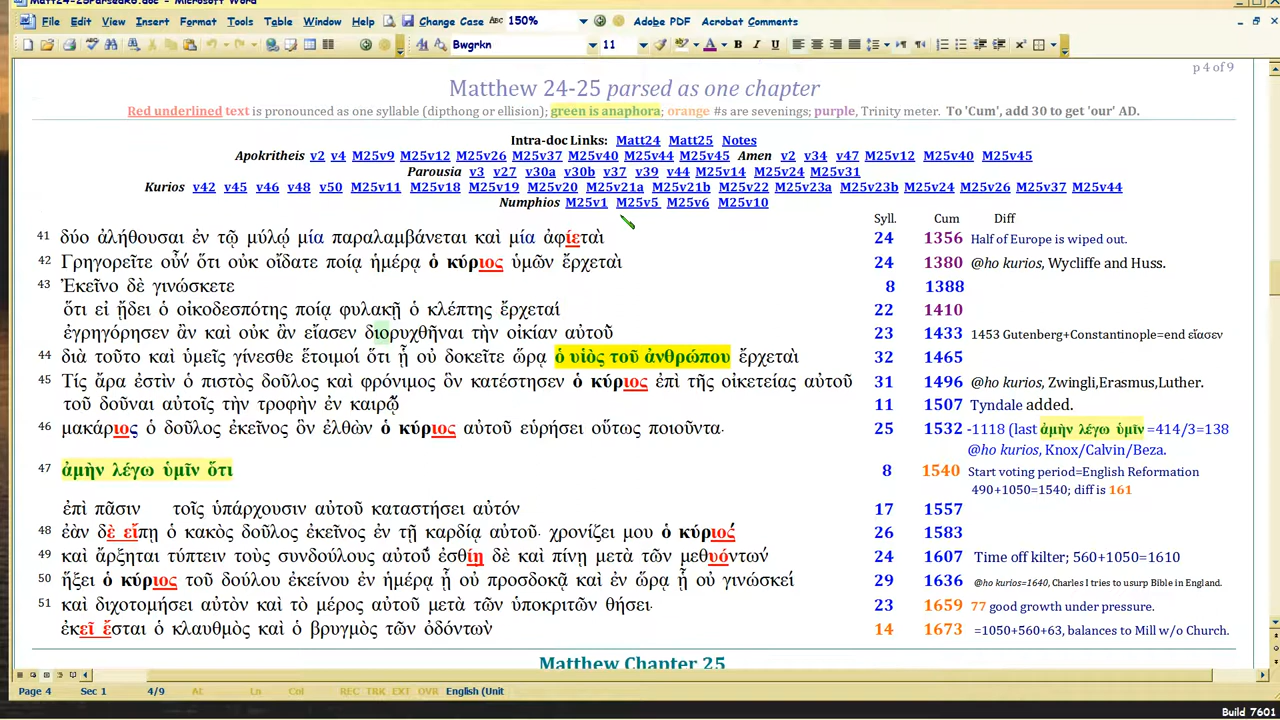 Matt24-25ParsedR6.doc - Microsoft Word
File Edit View Insert Format Tools Table Window Help Change Case ABC 150% Adobe PDF Acrobat Comments
Bwgrkn 11 A B I U
p 4 of 9
Matthew 24-25 parsed as one chapter
Red underlined text is pronounced as one syllable (dipthong or ellision); green is anaphora; orange #s are sevenings; purple, Trinity meter. To 'Cum', add 30 to get 'our' AD.
Intra-doc Links: Matt24 Matt25 Notes
Apokritheis v2 v4 M25v9 M25v12 M25v26 M25v37 M25v40 M25v44 M25v45 Amen v2 v34 v47 M25v12 M25v40 M25v45
Parousia v3 v27 v30a v30b v37 v39 v44 M25v14 M25v24 M25v31
Kurios v42 v45 v46 v48 v50 M25v11 M25v18 M25v19 M25v20 M25v21a M25v21b M25v22 M25v23a M25v23b M25v24 M25v26 M25v37 M25v44
Numphios M25v1 M25v5 M25v6 M25v10
Syll. Cum Diff
41 δύο ἀλήθουσαι ἐν τῷ μύλῴ μία παραλαμβάνεται καὶ μία ἀφίεταὶ 24 1356 Half of Europe is wiped out.
42 Γρηγορεῖτε οὖν́ ὅτι οὐκ οἴδατε ποίᾳ ἡμέρᾳ ὁ κύριος ὑμῶν ἔρχεταὶ 24 1380 @ho kurios, Wycliffe and Huss.
43 Ἐκεῖνο δὲ γινώσκετε 8 1388
ὅτι εἰ ᾔδει ὁ οἰκοδεσπότης ποίᾳ φυλακῇ ὁ κλέπτης ἔρχεταί 22 1410
ἐγρηγόρησεν ἂν καὶ οὐκ ἂν εἴασεν διορυχθῆναι τὴν οἰκίαν αὐτοῦ 23 1433 1453 Gutenberg+Constantinople=end εἴασεν
44 διὰ τοῦτο καὶ ὑμεῖς γίνεσθε ἕτοιμοί ὅτι ᾗ οὐ δοκεῖτε ὥρᾳ ὁ υἱὸς τοῦ ἀνθρώπου ἔρχεταὶ 32 1465
45 Τίς ἄρα ἐστὶν ὁ πιστὸς δοῦλος καὶ φρόνιμος ὃν κατέστησεν ὁ κύριος ἐπὶ τῆς οἰκετείας αὐτοῦ 31 1496 @ho kurios, Zwingli,Erasmus,Luther.
τοῦ δοῦναι αὐτοῖς τὴν τροφὴν ἐν καιρῷ̂ 11 1507 Tyndale added.
46 μακάριος ὁ δοῦλος ἐκεῖνος ὃν ἐλθὼν ὁ κύριος αὐτοῦ εὑρήσει οὕτως ποιοῦντα· 25 1532 -1118 (last ἀμὴν λέγω ὑμῖν =414/3=138
@ho kurios, Knox/Calvin/Beza.
47 ἀμὴν λέγω ὑμῖν ὅτι 8 1540 Start voting period=English Reformation
490+1050=1540; diff is 161
ἐπὶ πᾶσιν τοῖς ὑπάρχουσιν αὐτοῦ καταστήσει αὐτόν 17 1557
48 ἐὰν δὲ εἴπῃ ὁ κακὸς δοῦλος ἐκεῖνος ἐν τῇ καρδίᾳ αὐτοῦ· χρονίζει μου ὁ κύριος́ 26 1583
49 καὶ ἄρξηται τύπτειν τοὺς συνδούλους αὐτοῦ́ ἐσθίῃ δὲ καὶ πίνῃ μετὰ τῶν μεθυόντων́ 24 1607 Time off kilter; 560+1050=1610
50 ἥξει ὁ κύριος τοῦ δούλου ἐκείνου ἐν ἡμέρᾳ ᾗ οὐ προσδοκᾷ καὶ ἐν ὥρᾳ ᾗ οὐ γινώσκεί 29 1636 @ho kurios=1640, Charles I tries to usurp Bible in England.
51 καὶ διχοτομήσει αὐτὸν καὶ τὸ μέρος αὐτοῦ μετὰ τῶν ὑποκριτῶν θήσει· 23 1659 77 good growth under pressure.
ἐκεῖ ἔσται ὁ κλαυθμὸς καὶ ὁ βρυγμὸς τῶν ὀδόντων̀ 14 1673 =1050+560+63, balances to Mill w/o Church.
Matthew Chapter 25
Page 4 Sec 1 4/9 At Ln Col REC TRK EXT OVR English (Unit
Build 7601